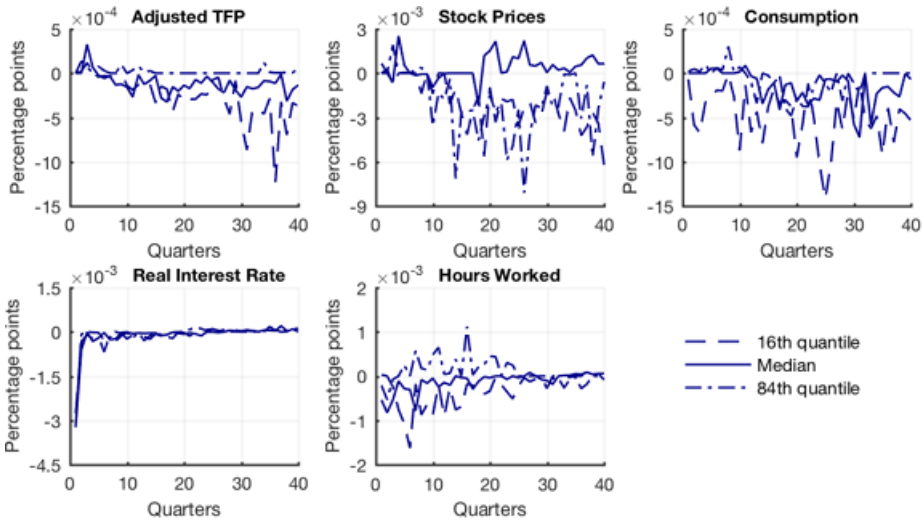 Adjusted TFP
×10⁻⁴
5
0
-5
-10
-15
Percentage points
0 10 20 30 40
Quarters
Stock Prices
×10⁻³
3
0
-3
-6
-9
Percentage points
0 10 20 30 40
Quarters
Consumption
×10⁻⁴
5
0
-5
-10
-15
Percentage points
0 10 20 30 40
Quarters
Real Interest Rate
×10⁻³
1.5
0
-1.5
-3
-4.5
Percentage points
0 10 20 30 40
Quarters
Hours Worked
×10⁻³
2
1
0
-1
-2
Percentage points
0 10 20 30 40
Quarters
16th quantile
Median
84th quantile